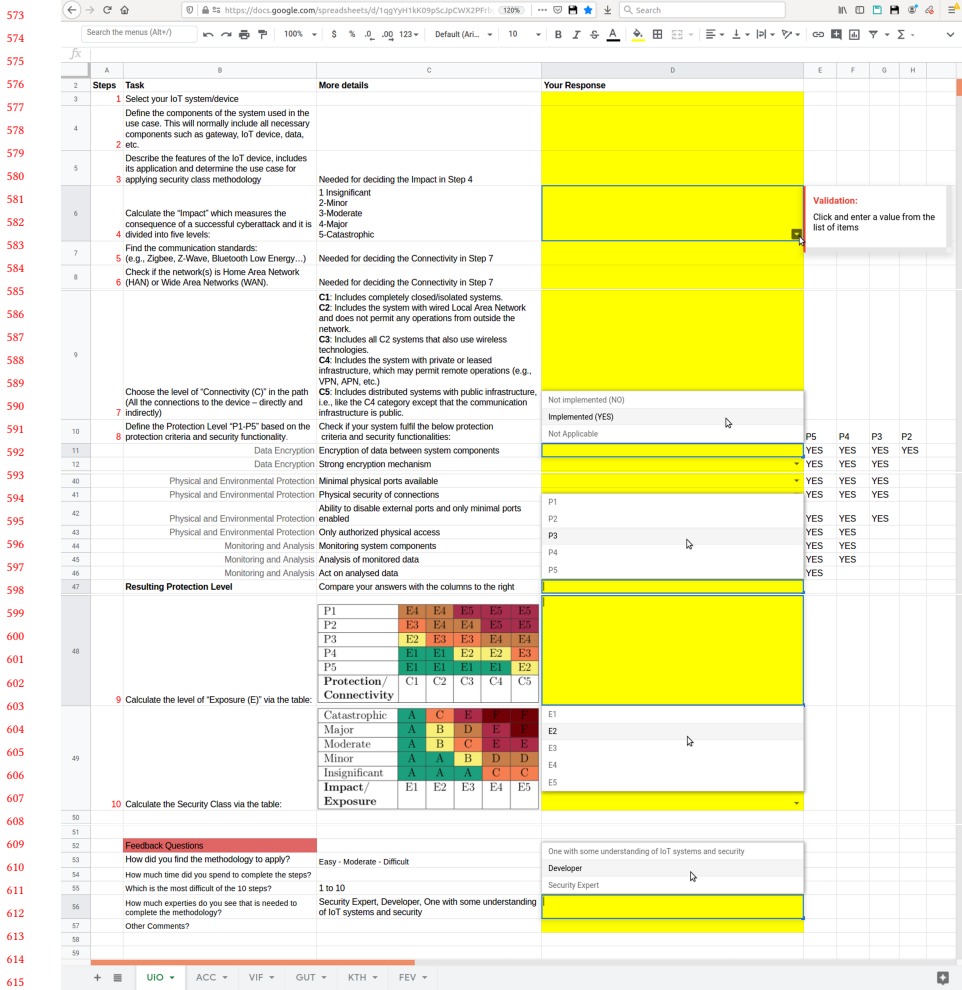 573
574
575
576
577
578
579
580
581
582
583
584
585
586
587
588
589
590
591
592
593
594
595
596
597
598
599
600
601
602
603
604
605
606
607
608
609
610
611
612
613
614
615
https://docs.google.com/spreadsheets/d/1qgYyH1kK09pScJpCWX2PFrl
120%
Search
Search the menus (Alt+/)
100% $ % .0 .00 123 Default (Ari... 10 B I S A
fx
A B C D E F G H
2 Steps Task More details Your Response
3 1 Select your IoT system/device
Define the components of the system used in the
use case. This will normally include all necessary
4 components such as gateway, IoT device, data,
2 etc.
Describe the features of the IoT device, includes
5 its application and determine the use case for
3 applying security class methodology Needed for deciding the Impact in Step 4
1 Insignificant
2-Minor
6 Calculate the “Impact” which measures the 3-Moderate
consequence of a successful cyberattack and it is 4-Major
4 divided into five levels: 5-Catastrophic
Validation:
Click and enter a value from the
list of items
7 Find the communication standards:
5 (e.g., Zigbee, Z-Wave, Bluetooth Low Energy…) Needed for deciding the Connectivity in Step 7
8 Check if the network(s) is Home Area Network
6 (HAN) or Wide Area Networks (WAN). Needed for deciding the Connectivity in Step 7
C1: Includes completely closed/isolated systems.
C2: Includes the system with wired Local Area Network
and does not permit any operations from outside the
network.
C3: Includes all C2 systems that also use wireless
9 technologies.
C4: Includes the system with private or leased
infrastructure, which may permit remote operations (e.g.,
VPN, APN, etc.)
Choose the level of “Connectivity (C)” in the path C5: Includes distributed systems with public infrastructure,
(All the connections to the device – directly and i.e., like the C4 category except that the communication
7 indirectly) infrastructure is public.
Not implemented (NO)
Implemented (YES)
Not Applicable
10 Define the Protection Level “P1-P5” based on the Check if your system fulfil the below protection
8 protection criteria and security functionality. criteria and security functionalities: P5 P4 P3 P2
11 Data Encryption Encryption of data between system components YES YES YES YES
12 Data Encryption Strong encryption mechanism YES YES YES
40 Physical and Environmental Protection Minimal physical ports available YES YES YES
41 Physical and Environmental Protection Physical security of connections YES YES YES
42 Ability to disable external ports and only minimal ports
Physical and Environmental Protection enabled YES YES YES
43 Physical and Environmental Protection Only authorized physical access YES YES
44 Monitoring and Analysis Monitoring system components YES YES
45 Monitoring and Analysis Analysis of monitored data YES YES
46 Monitoring and Analysis Act on analysed data YES
P1
P2
P3
P4
P5
47 Resulting Protection Level Compare your answers with the columns to the right
P1 E4 E4 E5 E5 E5
P2 E3 E4 E4 E5 E5
P3 E2 E3 E3 E4 E4
48 P4 E1 E1 E2 E2 E3
P5 E1 E1 E1 E1 E2
Protection/ C1 C2 C3 C4 C5
Connectivity
9 Calculate the level of “Exposure (E)” via the table:
Catastrophic A C E F F
Major A B D E F
Moderate A B C E E
49 Minor A A B D D
Insignificant A A A C C
Impact/ E1 E2 E3 E4 E5
Exposure
10 Calculate the Security Class via the table:
E1
E2
E3
E4
E5
50
51
52 Feedback Questions
53 How did you find the methodology to apply? Easy - Moderate - Difficult
54 How much time did you spend to complete the steps?
55 Which is the most difficult of the 10 steps? 1 to 10
56 How much experties do you see that is needed to Security Expert, Developer, One with some understanding
complete the methodology? of IoT systems and security
One with some understanding of IoT systems and security
Developer
Security Expert
57 Other Comments?
58
59
UIO ACC VIF GUT KTH FEV